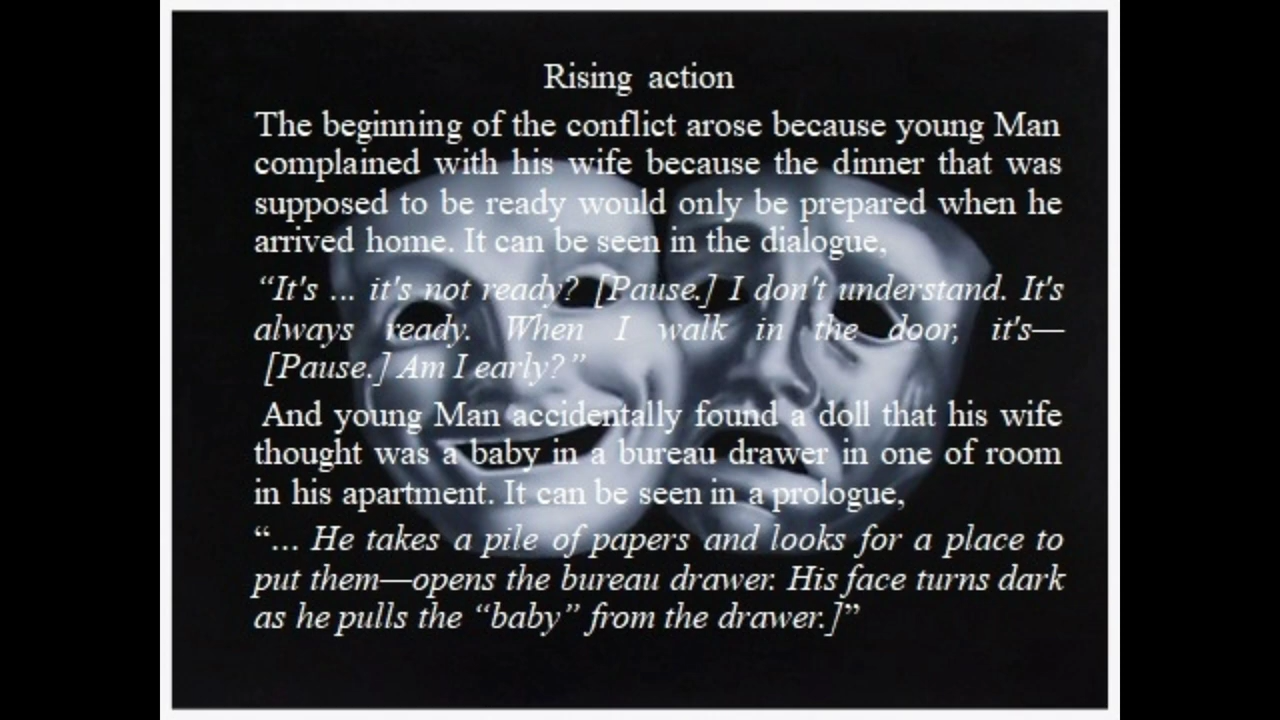 Rising action
The beginning of the conflict arose because young Man
complained with his wife because the dinner that was
supposed to be ready would only be prepared when he
arrived home. It can be seen in the dialogue,
“It's ... it's not ready? [Pause.] I don't understand. It's
always ready. When I walk in the door, it's—
[Pause.] Am I early?”
And young Man accidentally found a doll that his wife
thought was a baby in a bureau drawer in one of room
in his apartment. It can be seen in a prologue,
“... He takes a pile of papers and looks for a place to
put them—opens the bureau drawer. His face turns dark
as he pulls the “baby” from the drawer.]”